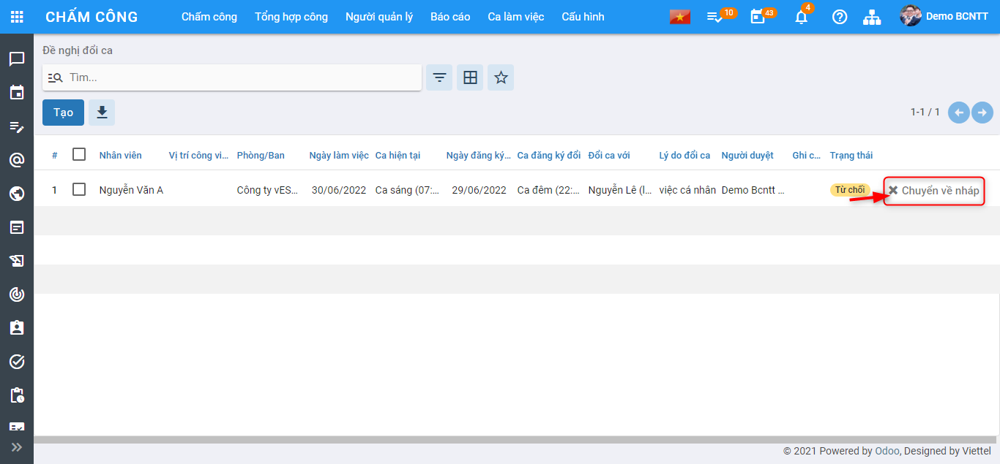 CHẤM CÔNG Chấm công Tổng hợp công Người quản lý Báo cáo Ca làm việc Cấu hình 10 43 4 Demo BCNTT
Đề nghị đổi ca
Tìm...
Tạo 1-1 / 1
# Nhân viên Vị trí công vi... Phòng/Ban Ngày làm việc Ca hiện tại Ngày đăng ký... Ca đăng ký đổi Đổi ca với Lý do đổi ca Người duyệt Ghi c... Trạng thái
1 Nguyễn Văn A Công ty vES... 30/06/2022 Ca sáng (07:... 29/06/2022 Ca đêm (22:... Nguyễn Lê (l... việc cá nhân Demo Bcntt ... Từ chối Chuyển về nháp
© 2021 Powered by Odoo, Designed by Viettel